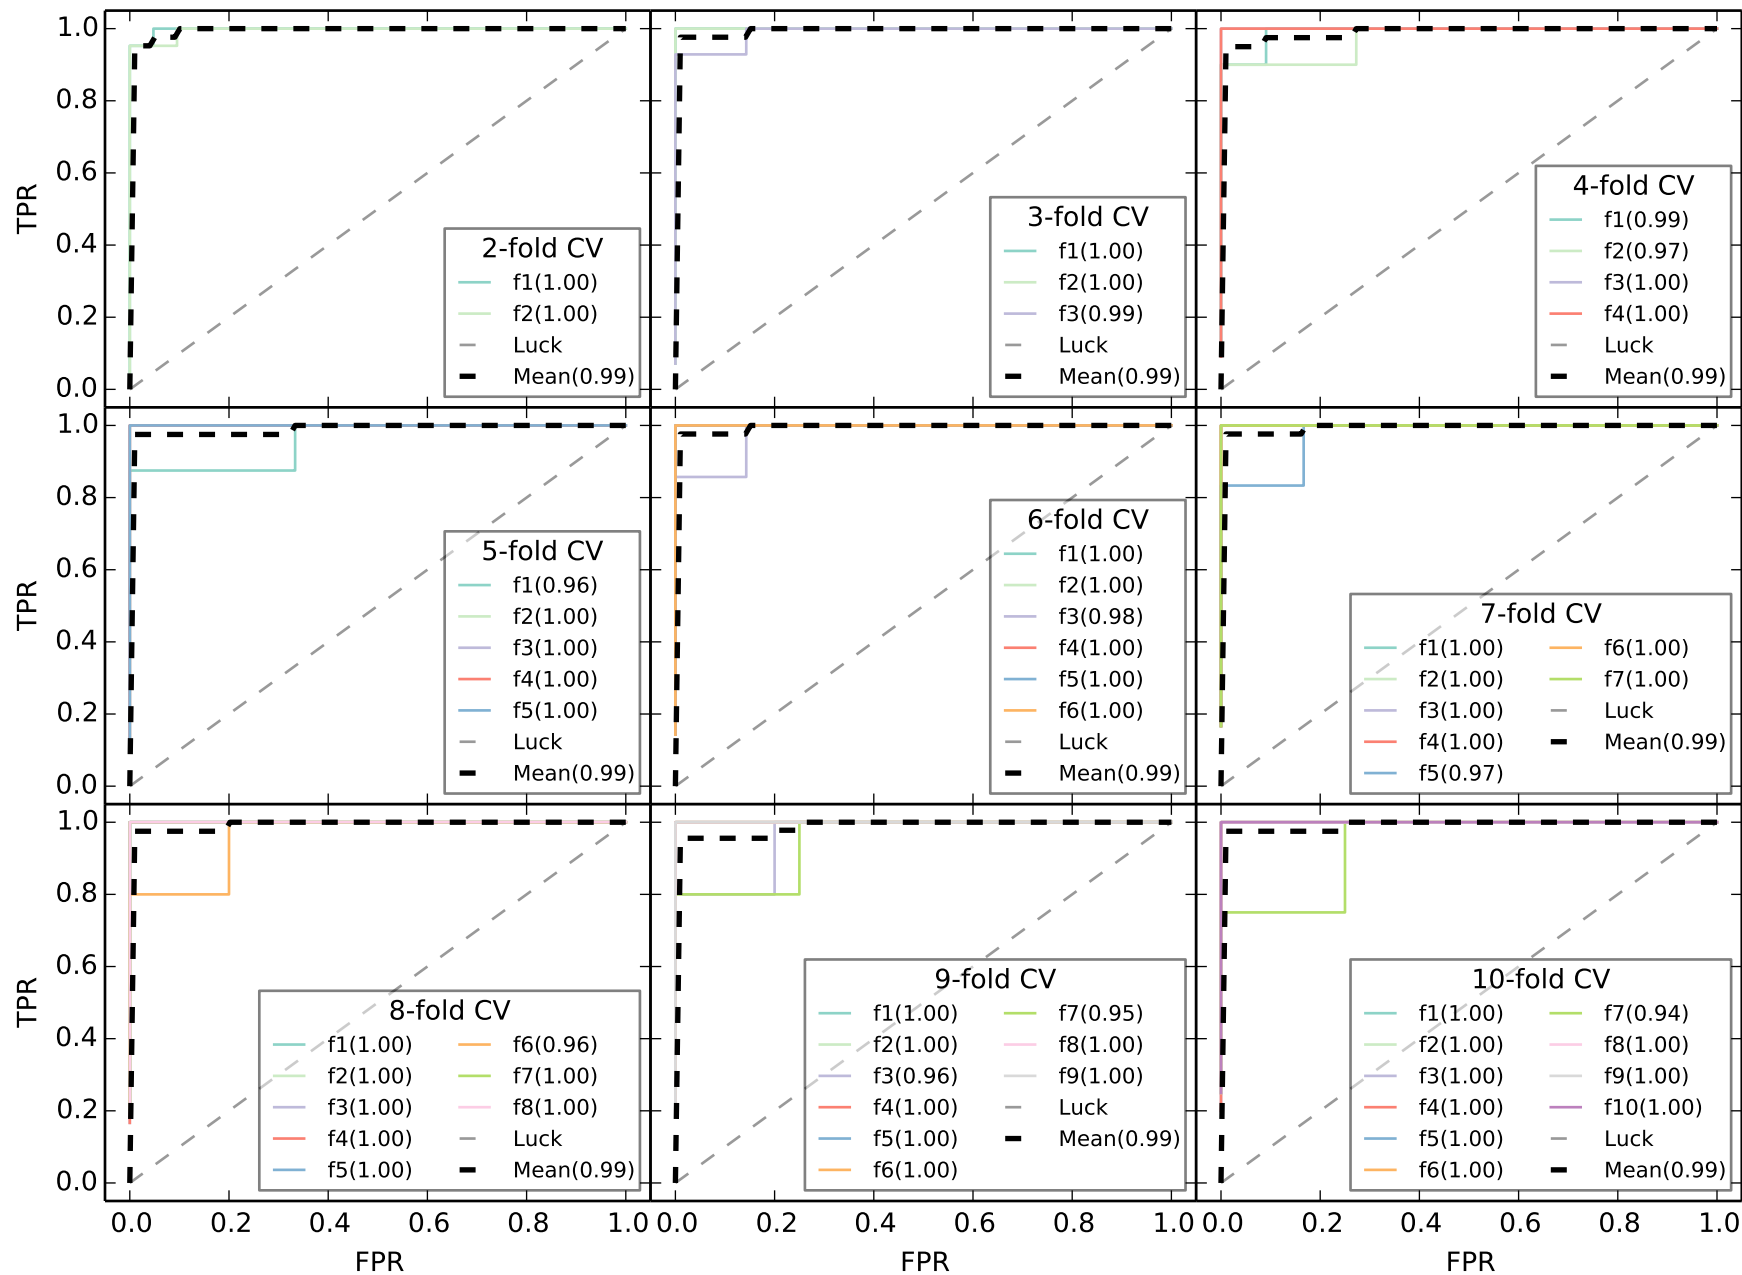 1.0
0.8
0.6
0.4
0.2
0.0
TPR
2-fold CV
f1(1.00)
f2(1.00)
Luck
Mean(0.99)
3-fold CV
f1(1.00)
f2(1.00)
f3(0.99)
Luck
Mean(0.99)
4-fold CV
f1(0.99)
f2(0.97)
f3(1.00)
f4(1.00)
Luck
Mean(0.99)
1.0
0.8
0.6
0.4
0.2
0.0
TPR
5-fold CV
f1(0.96)
f2(1.00)
f3(1.00)
f4(1.00)
f5(1.00)
Luck
Mean(0.99)
6-fold CV
f1(1.00)
f2(1.00)
f3(0.98)
f4(1.00)
f5(1.00)
f6(1.00)
Luck
Mean(0.99)
7-fold CV
f1(1.00)
f2(1.00)
f3(1.00)
f4(1.00)
f5(0.97)
f6(1.00)
f7(1.00)
Luck
Mean(0.99)
1.0
0.8
0.6
0.4
0.2
0.0
TPR
8-fold CV
f1(1.00)
f2(1.00)
f3(1.00)
f4(1.00)
f5(1.00)
f6(0.96)
f7(1.00)
f8(1.00)
Luck
Mean(0.99)
9-fold CV
f1(1.00)
f2(1.00)
f3(0.96)
f4(1.00)
f5(1.00)
f6(1.00)
f7(0.95)
f8(1.00)
f9(1.00)
Luck
Mean(0.99)
10-fold CV
f1(1.00)
f2(1.00)
f3(1.00)
f4(1.00)
f5(1.00)
f6(1.00)
f7(0.94)
f8(1.00)
f9(1.00)
f10(1.00)
Luck
Mean(0.99)
0.0 0.2 0.4 0.6 0.8 1.0
0.0 0.2 0.4 0.6 0.8 1.0
0.0 0.2 0.4 0.6 0.8 1.0
FPR
FPR
FPR